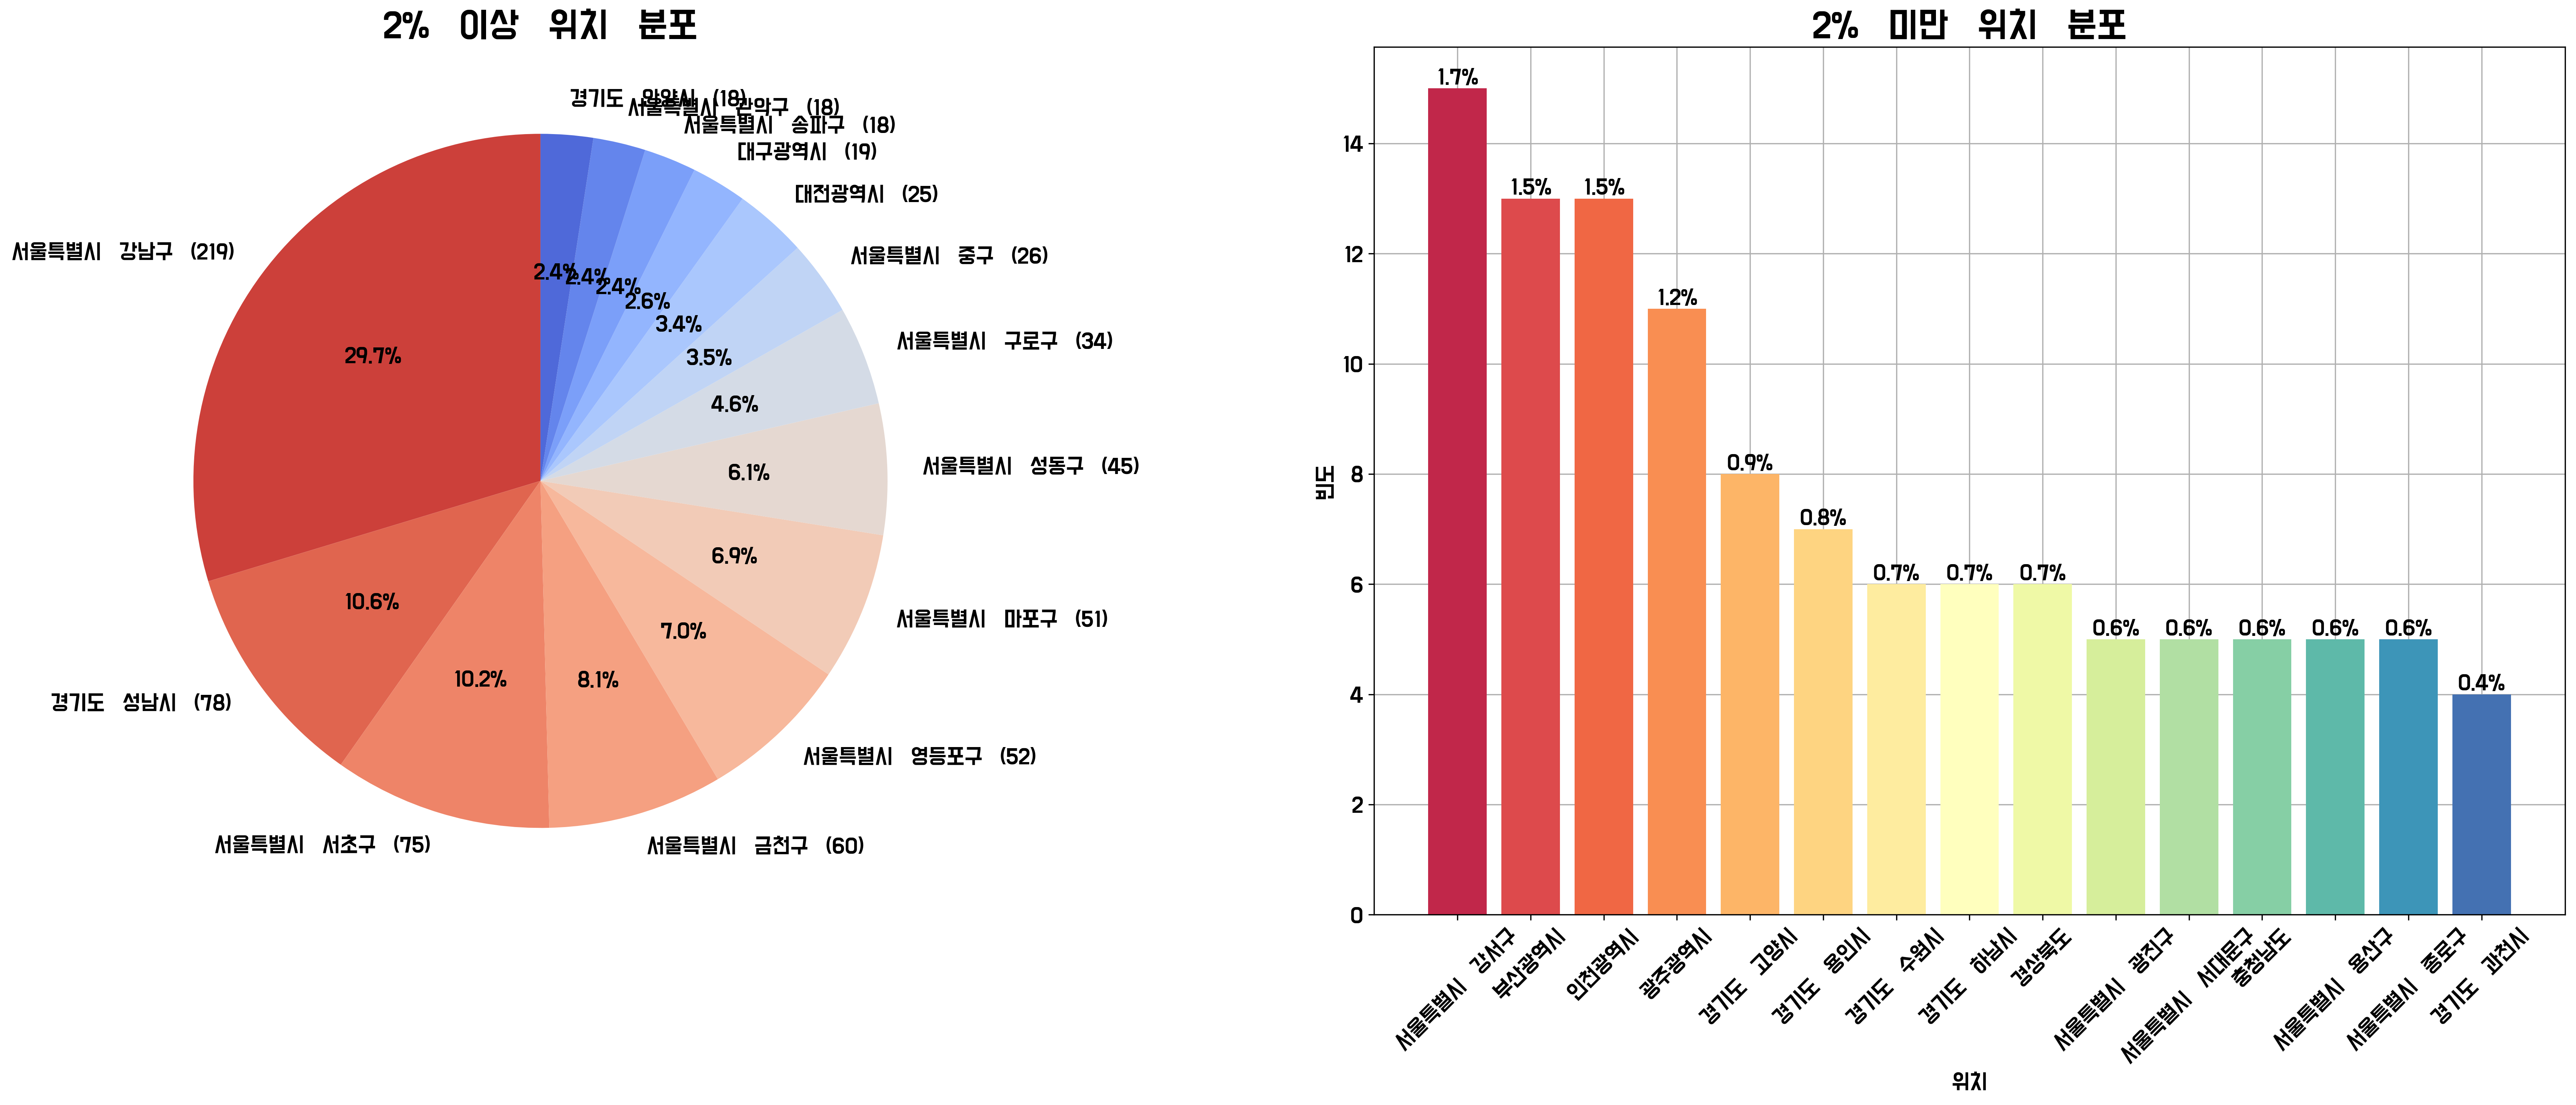 2% 이상 위치 분포
경기도 안양시 (18)
서울특별시 관악구 (18)
서울특별시 송파구 (18)
대구광역시 (19)
대전광역시 (25)
서울특별시 중구 (26)
서울특별시 구로구 (34)
서울특별시 성동구 (45)
서울특별시 마포구 (51)
서울특별시 영등포구 (52)
서울특별시 금천구 (60)
서울특별시 서초구 (75)
경기도 성남시 (78)
서울특별시 강남구 (219)
2.4%
2.4%
2.4%
2.6%
3.4%
3.5%
4.6%
6.1%
6.9%
7.0%
8.1%
10.2%
10.6%
29.7%
2% 미만 위치 분포
빈도
14
12
10
8
6
4
2
0
1.7%
1.5%
1.5%
1.2%
0.9%
0.8%
0.7%
0.7%
0.7%
0.6%
0.6%
0.6%
0.6%
0.6%
0.4%
서울특별시 강서구
부산광역시
인천광역시
광주광역시
경기도 고양시
경기도 용인시
경기도 수원시
경기도 하남시
경상북도
서울특별시 광진구
서울특별시 서대문구
충청남도
서울특별시 용산구
서울특별시 종로구
경기도 과천시
위치